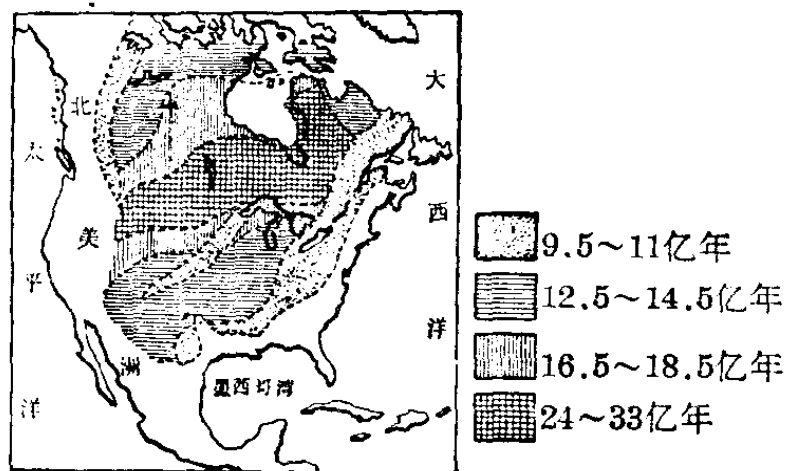 北美洲
太平洋
大西洋
墨西哥湾
9.5~11亿年
12.5~14.5亿年
16.5~18.5亿年
24~33亿年